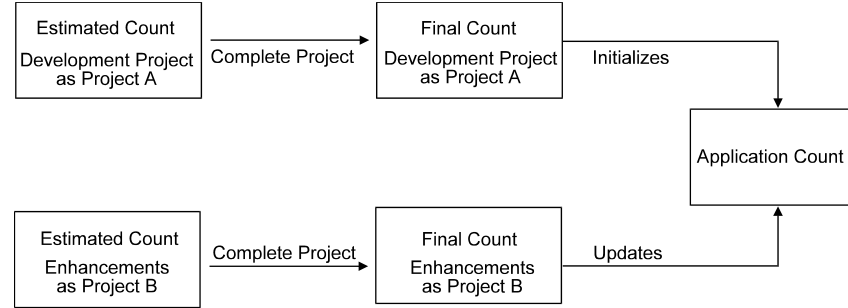 Estimated Count
Development Project
as Project A
Complete Project
Final Count
Development Project
as Project A
Initializes
Application Count
Estimated Count
Enhancements
as Project B
Complete Project
Final Count
Enhancements
as Project B
Updates